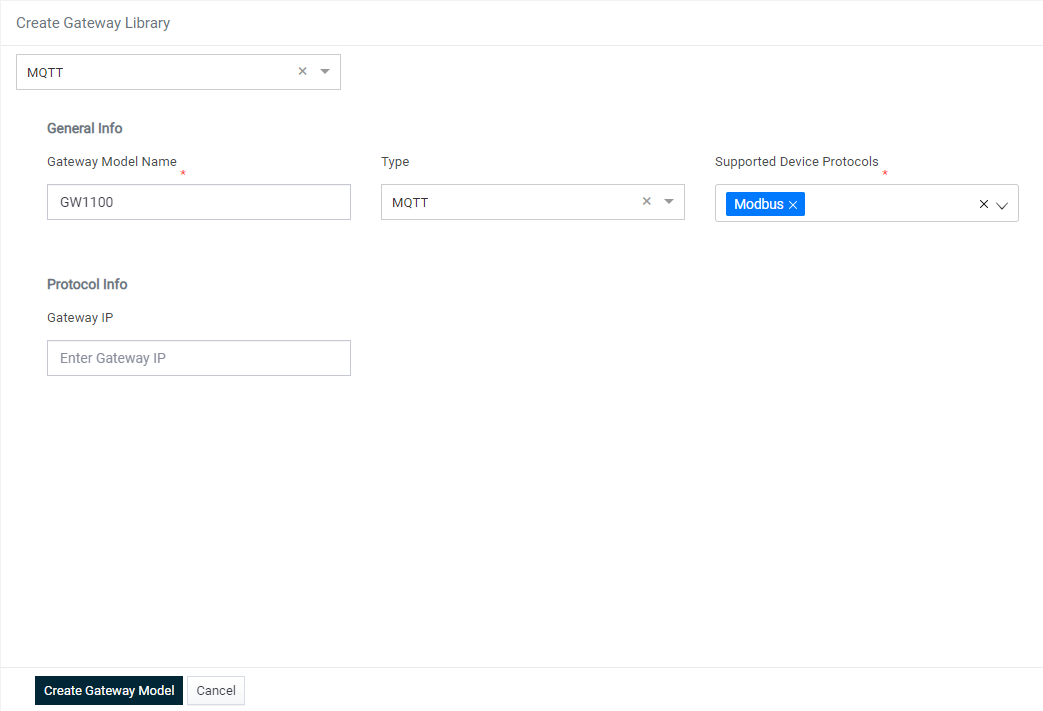 Create Gateway Library
MQTT
General Info
Gateway Model Name *
Type
Supported Device Protocols *
GW1100
MQTT
Modbus
Protocol Info
Gateway IP
Enter Gateway IP
Create Gateway Model
Cancel